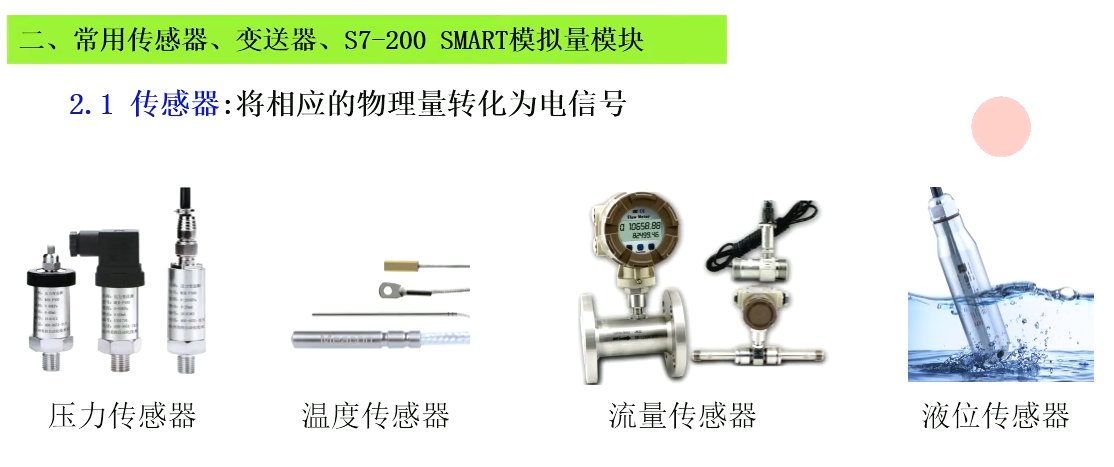 二、常用传感器、变送器、S7-200 SMART模拟量模块
2.1 传感器:将相应的物理量转化为电信号
Flow Meter
压力传感器
温度传感器
流量传感器
液位传感器